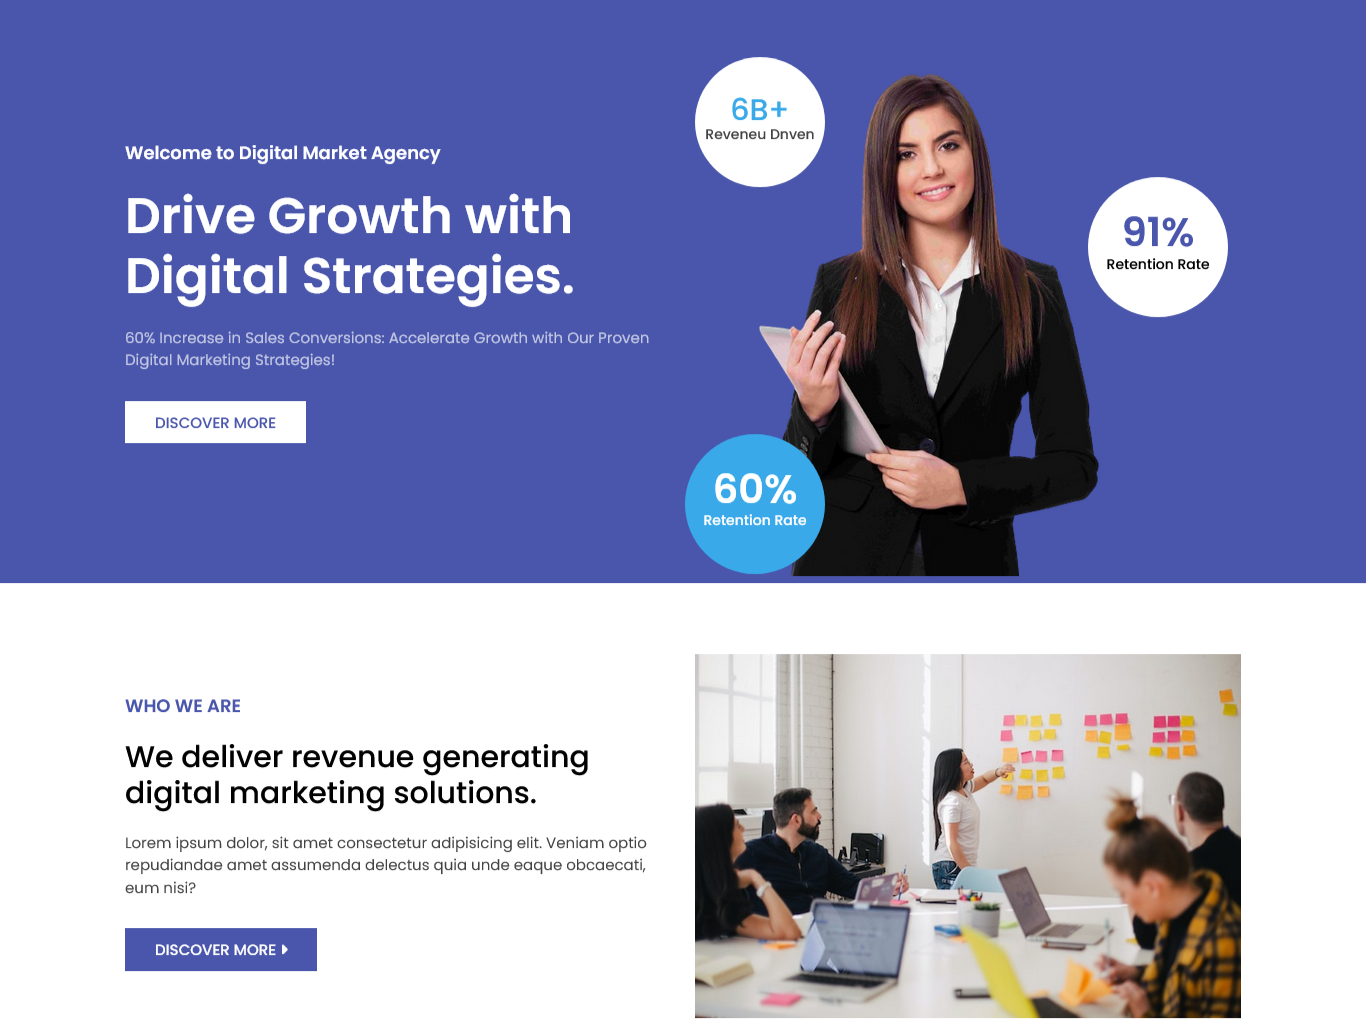 Welcome to Digital Market Agency
Drive Growth with
Digital Strategies.
60% Increase in Sales Conversions: Accelerate Growth with Our Proven
Digital Marketing Strategies!
DISCOVER MORE
6B+
Reveneu Dnven
91%
Retention Rate
60%
Retention Rate
WHO WE ARE
We deliver revenue generating
digital marketing solutions.
Lorem ipsum dolor, sit amet consectetur adipisicing elit. Veniam optio
repudiandae amet assumenda delectus quia unde eaque obcaecati,
eum nisi?
DISCOVER MORE